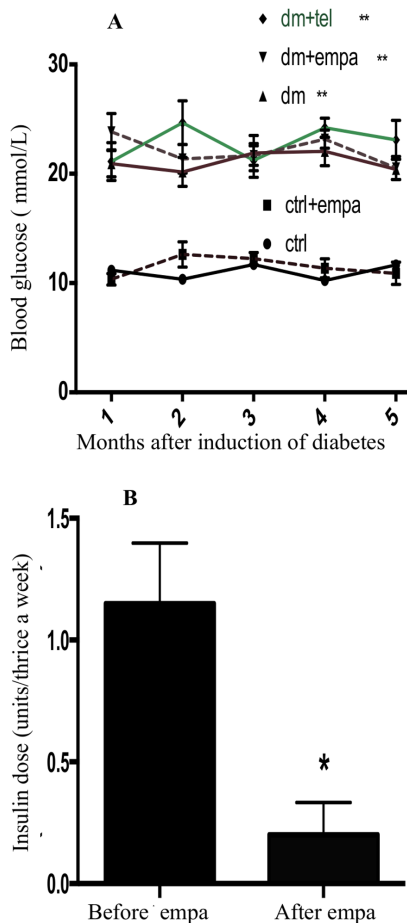 A
dm+tel **
dm+empa **
dm **
ctrl+empa
ctrl
Blood glucose ( mmol/L)
30
20
10
0
1 2 3 4 5
Months after induction of diabetes
B
Insulin dose (units/thrice a week)
1.5
1.0
0.5
0.0
*
Before empa
After empa